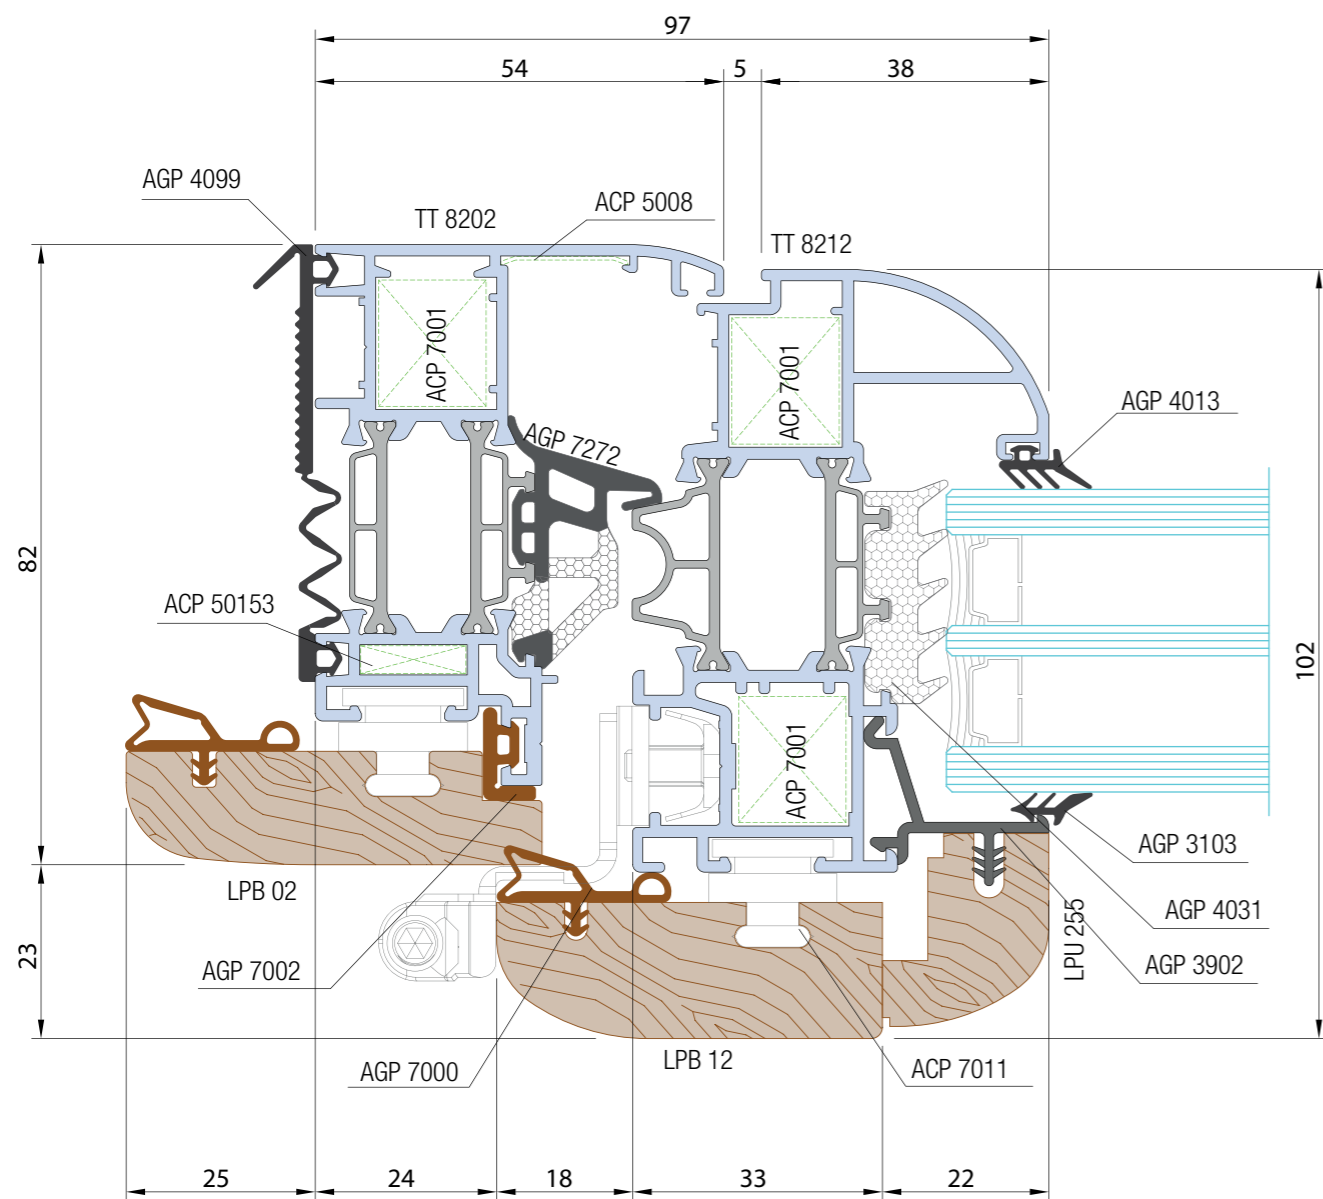 97
54
5
38
AGP 4099
TT 8202
ACP 5008
TT 8212
ACP 7001
ACP 7001
AGP 7272
AGP 4013
82
ACP 50153
102
ACP 7001
AGP 3103
LPB 02
AGP 4031
LPU 255
23
AGP 7002
AGP 3902
AGP 7000
LPB 12
ACP 7011
25
24
18
33
22